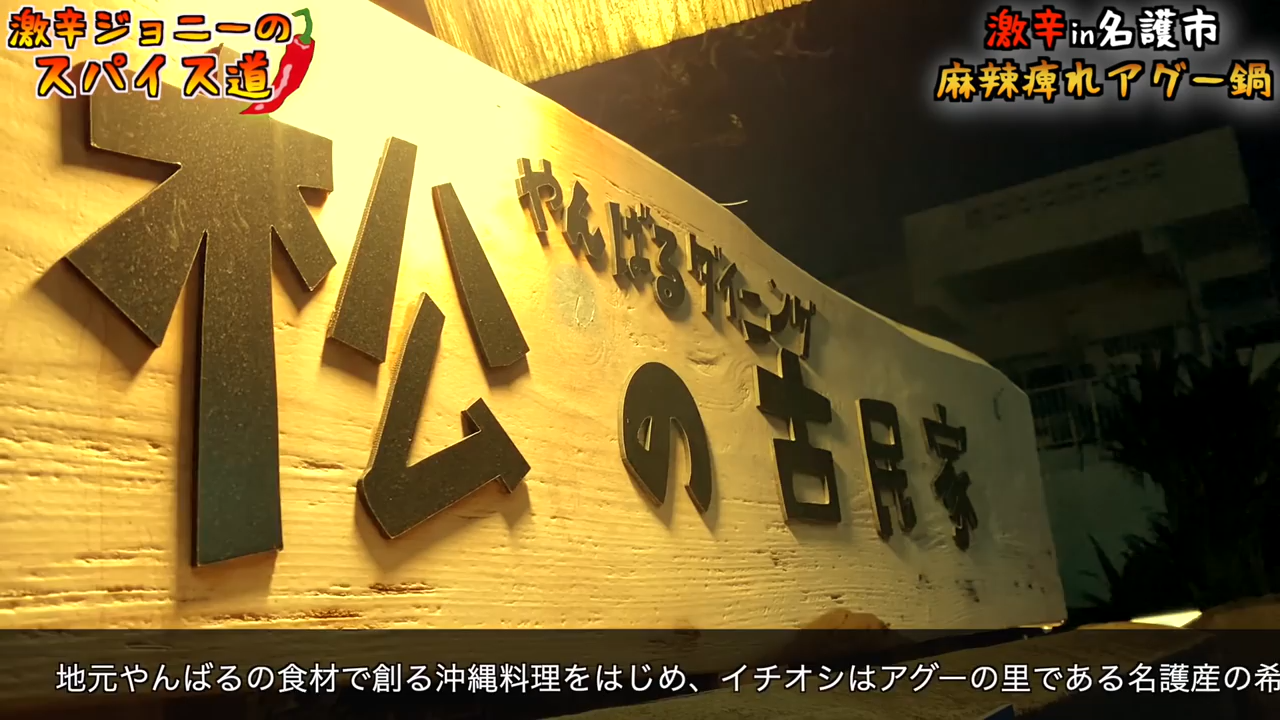 激辛ジョニーの
スパイス道
激辛in名護市
麻辣痺れアグー鍋
やんばるダイニング
松の古民家
地元やんばるの食材で創る沖縄料理をはじめ、イチオシはアグーの里である名護産の希